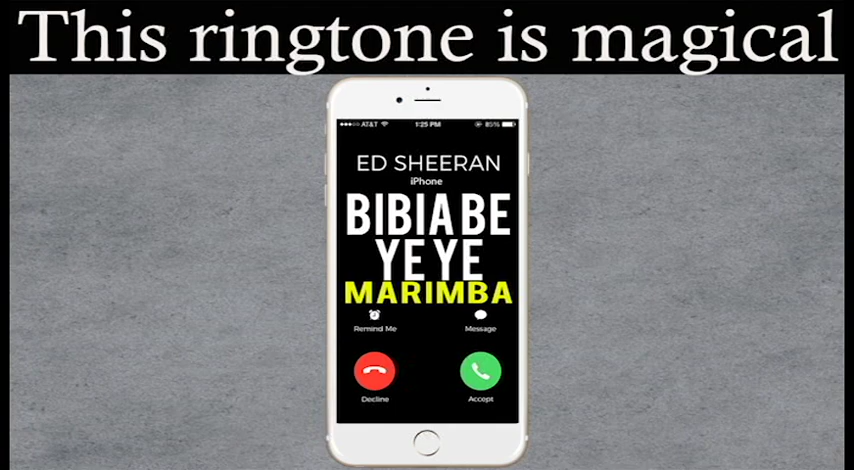 This ringtone is magical
AT&T 1:25 PM 85%
ED SHEERAN
iPhone
BIBIA BE
YE YE
MARIMBA
Remind Me Message
Decline Accept